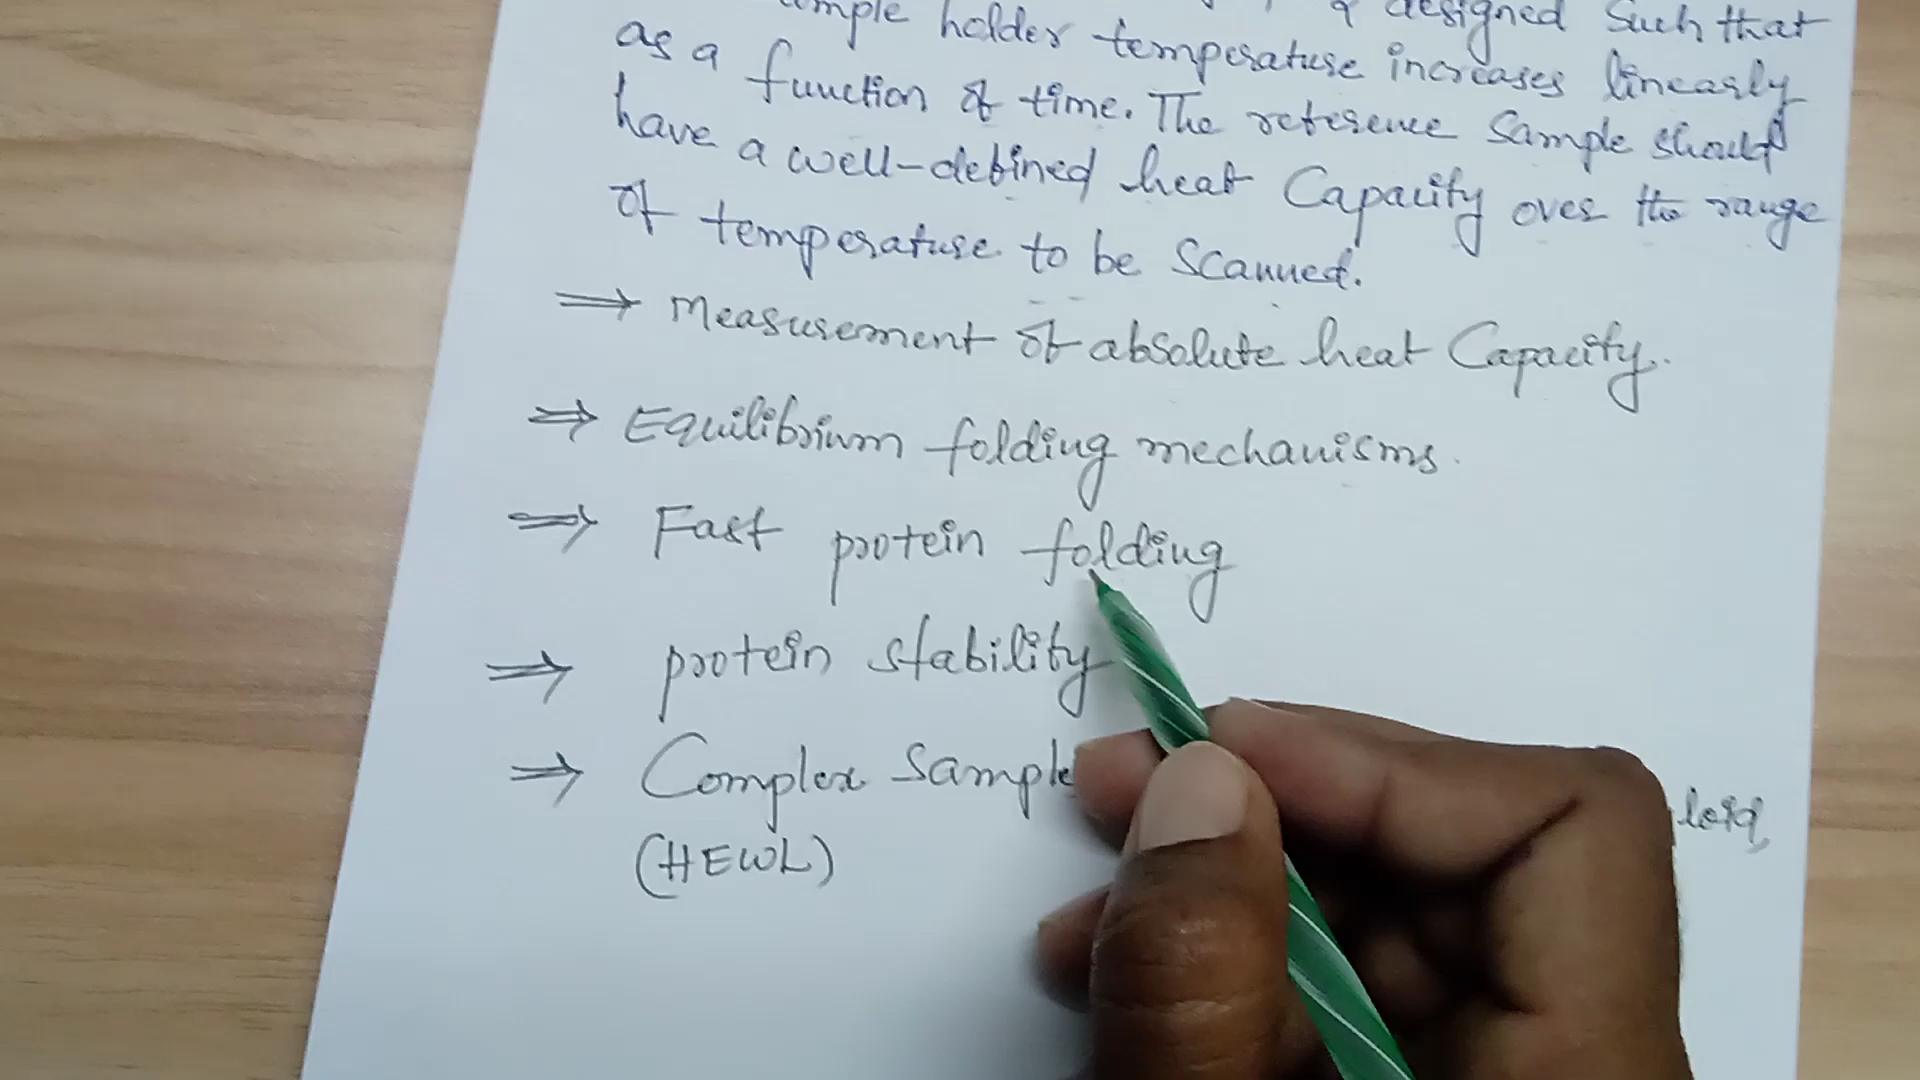 designed such that
holder temperature increases linearly
as a function of time. The reference sample should
have a well-defined heat capacity over the range
of temperature to be scanned.
⇒ Measurement of absolute heat capacity.
⇒ Equilibrium folding mechanisms.
⇒ Fast protein folding
⇒ protein stability
⇒ Complex Sample
(HEWL)